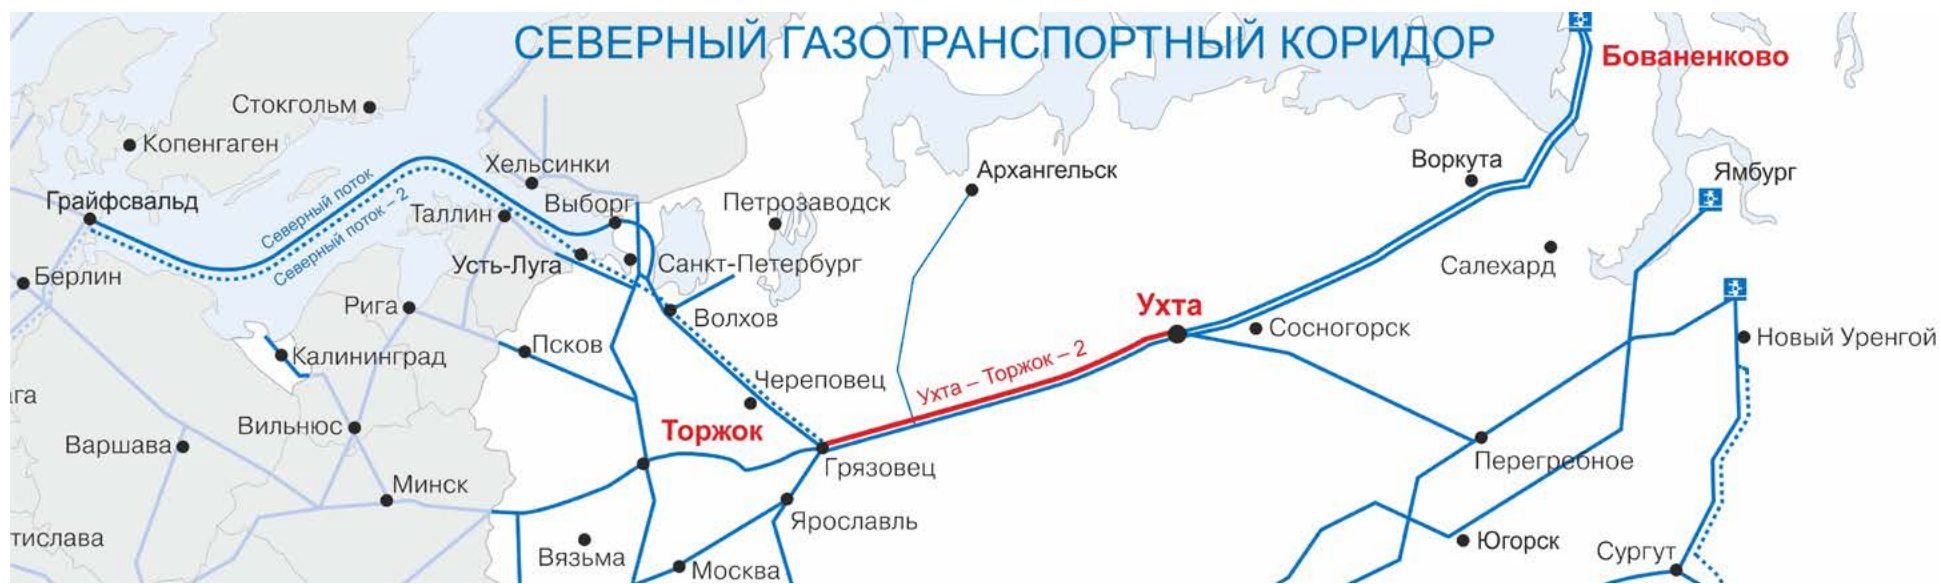 СЕВЕРНЫЙ ГАЗОТРАНСПОРТНЫЙ КОРИДОР
Бованенково
Стокгольм
Копенгаген
Хельсинки
Архангельск
Воркута
Ямбург
Грайфсвальд
Северный поток
Северный поток – 2
Таллин
Выборг
Петрозаводск
Усть-Луга
Санкт-Петербург
Салехард
Берлин
Рига
Волхов
Ухта
Сосногорск
Новый Уренгой
Калининград
Псков
Череповец
Ухта – Торжок – 2
ага
Вильнюс
Торжок
Варшава
Грязовец
Перегребное
Минск
Ярославль
тислава
Вязьма
Москва
Югорск
Сургут